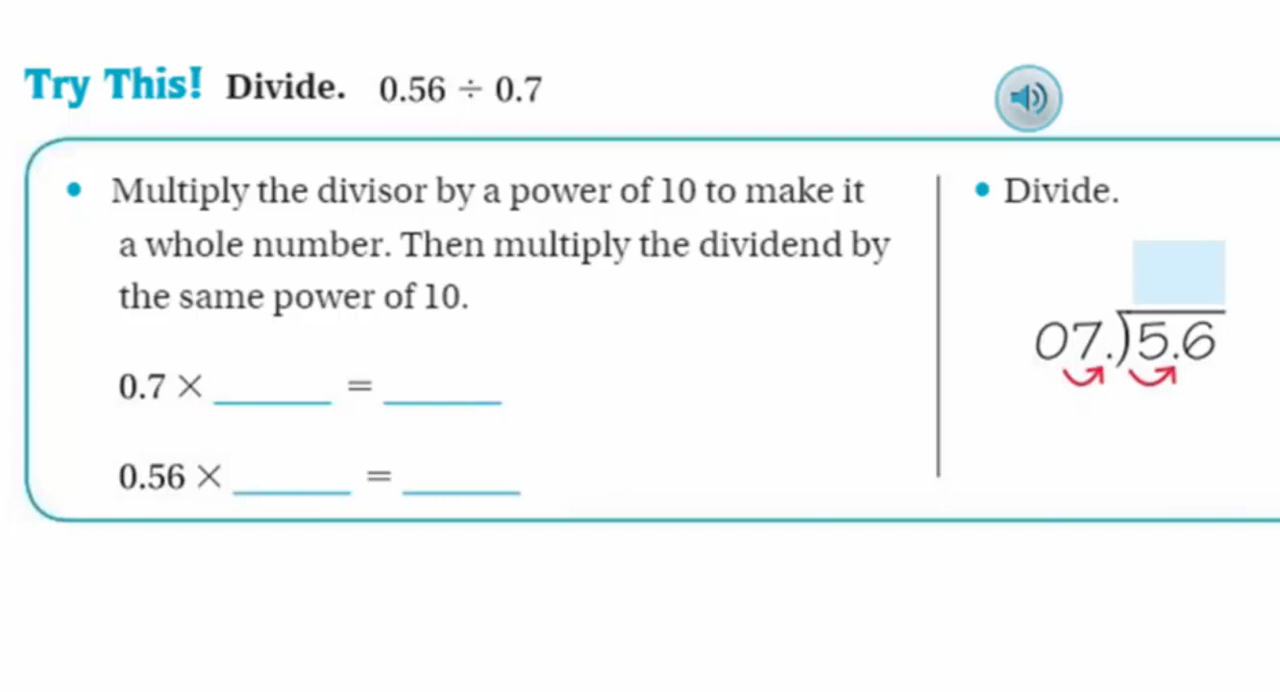 Try This! Divide. 0.56 ÷ 0.7
• Multiply the divisor by a power of 10 to make it
a whole number. Then multiply the dividend by
the same power of 10.
0.7 × ______ = ______
0.56 × ______ = ______
• Divide.
07.)5.6